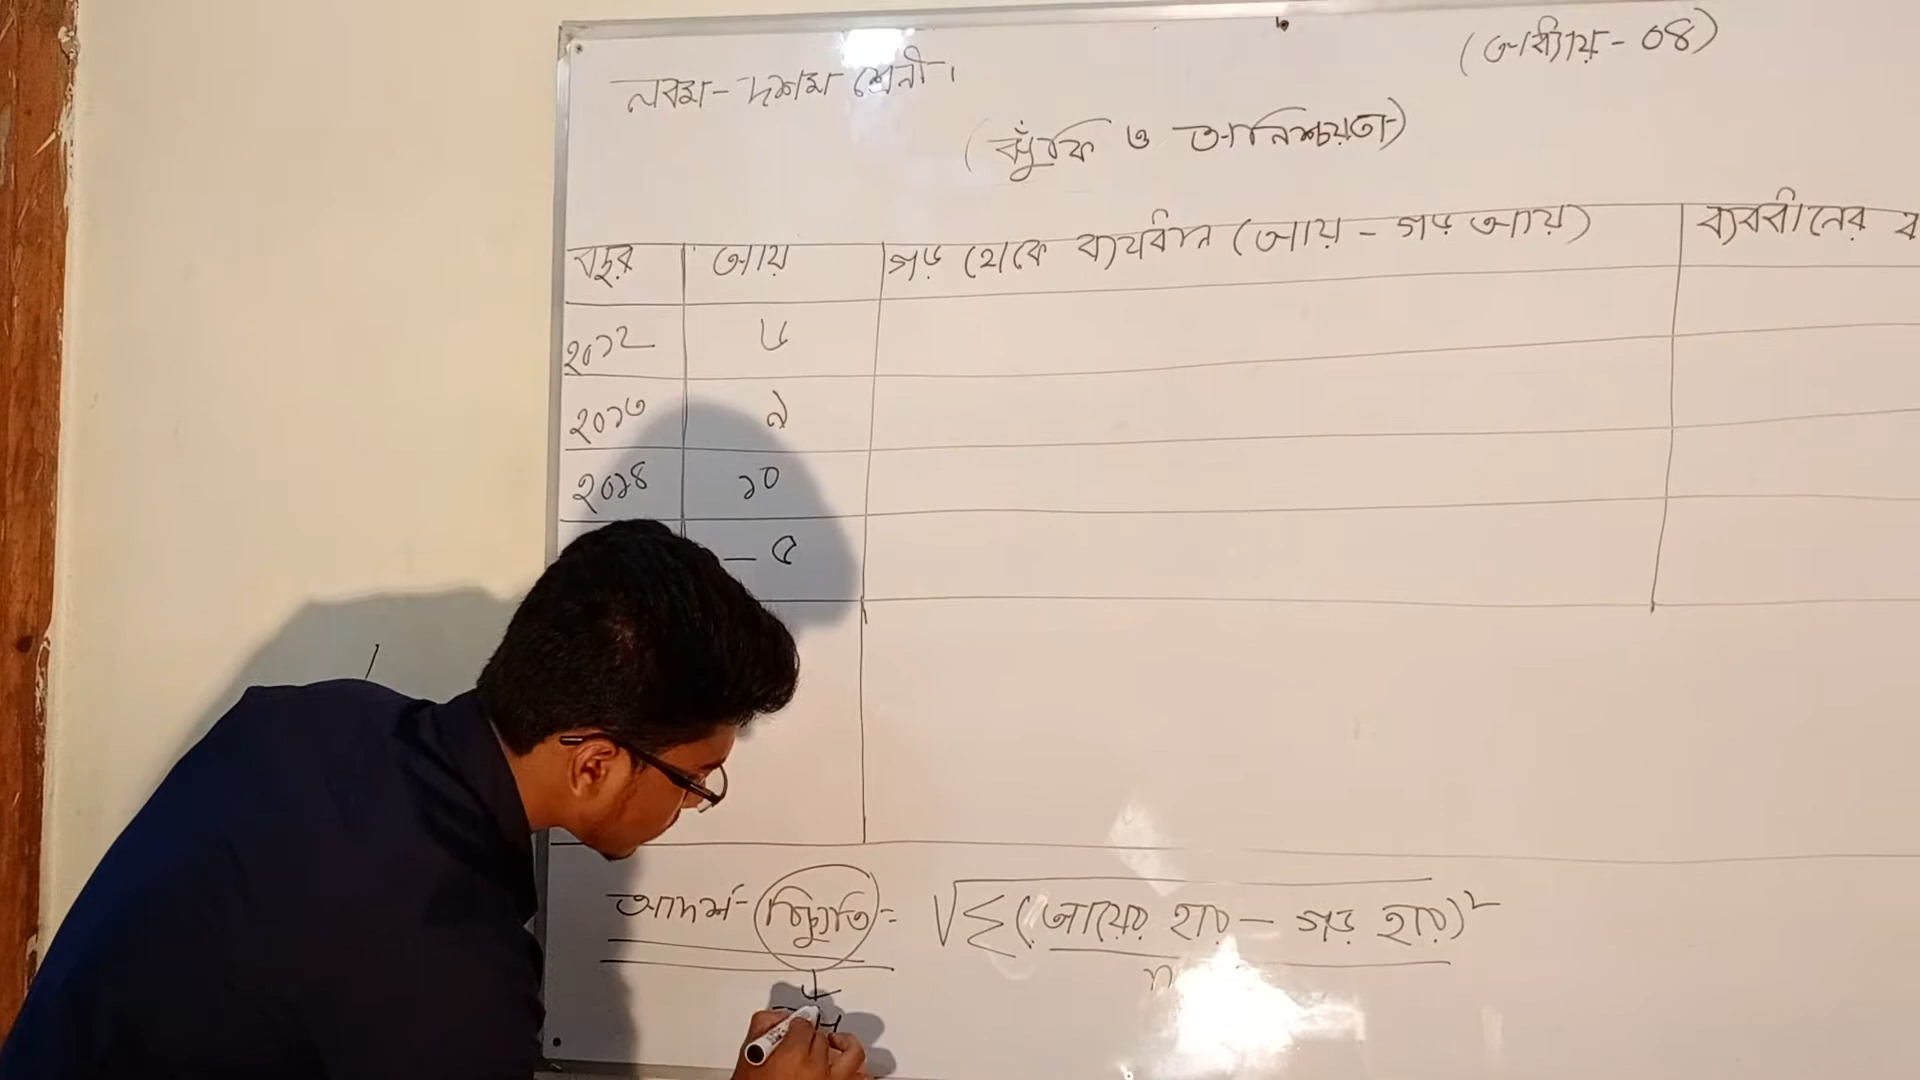 নবম - দশম শ্রেনী।
(অধ্যায় - ০৪)
(ঝুঁকি ও অনিশ্চয়তা)
বছর আয় গড় থেকে ব্যবধান (আয় - গড় আয়) ব্যবধানের ব
২০১২ ৮
২০১৩ ৯
২০১৪ ১০
- ৫
আদর্শ - বিচ্যুতি = √Σ(আয়ের হার - গড় হার)²
n